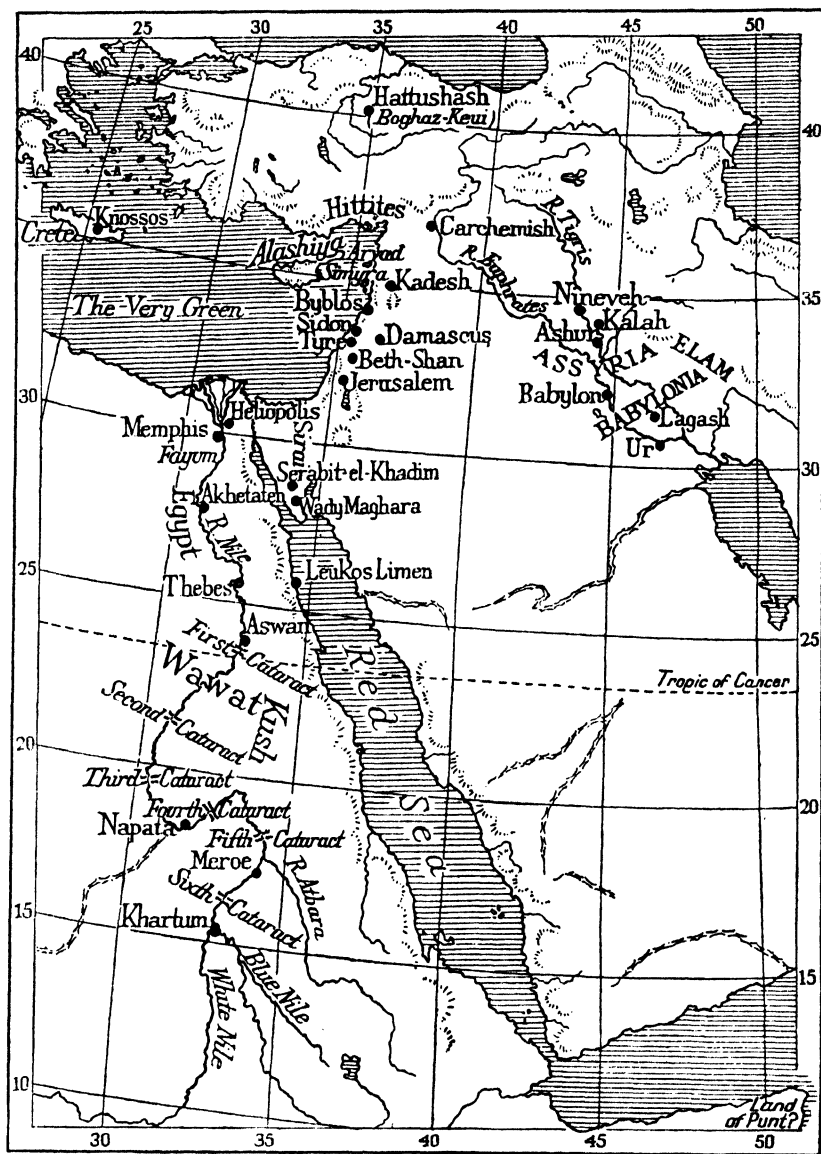 25
30
35
40
45
50
40
40
Hattushash
(Boghaz-Keui)
Knossos
Crete
Hittites
Carchemish
R. Tigris
Alashiya
Arvad
Simyra
Kadesh
R. Euphrates
35
The Very Green
Byblos
Nineveh
Kalah
Sidon
Tyre
Damascus
Ashur
ASSYRIA
ELAM
Beth-Shan
Jerusalem
Babylon
BABYLONIA
Lagash
Ur
30
30
Heliopolis
Memphis
Fayum
Sinai
Serabit-el-Khadim
Akhetaten
Wady Maghara
Egypt
R. Nile
25
Thebes
Leukos Limen
25
Aswan
First Cataract
Wawat
Red Sea
Tropic of Cancer
Second Cataract
Kush
20
Third Cataract
Fourth Cataract
20
Napata
Fifth Cataract
Meroe
R. Atbara
Sixth Cataract
15
Khartum
Blue Nile
15
White Nile
10
Land
of Punt?
30
35
40
45
50